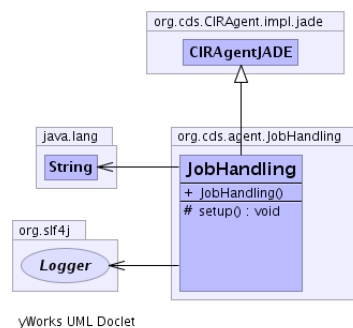 org.cds.CIRAgent.impl.jade
CIRAgentJADE
java.lang
String
org.cds.agent.JobHandling
JobHandling
+ JobHandling()
# setup() : void
org.slf4j
Logger
yWorks UML Doclet